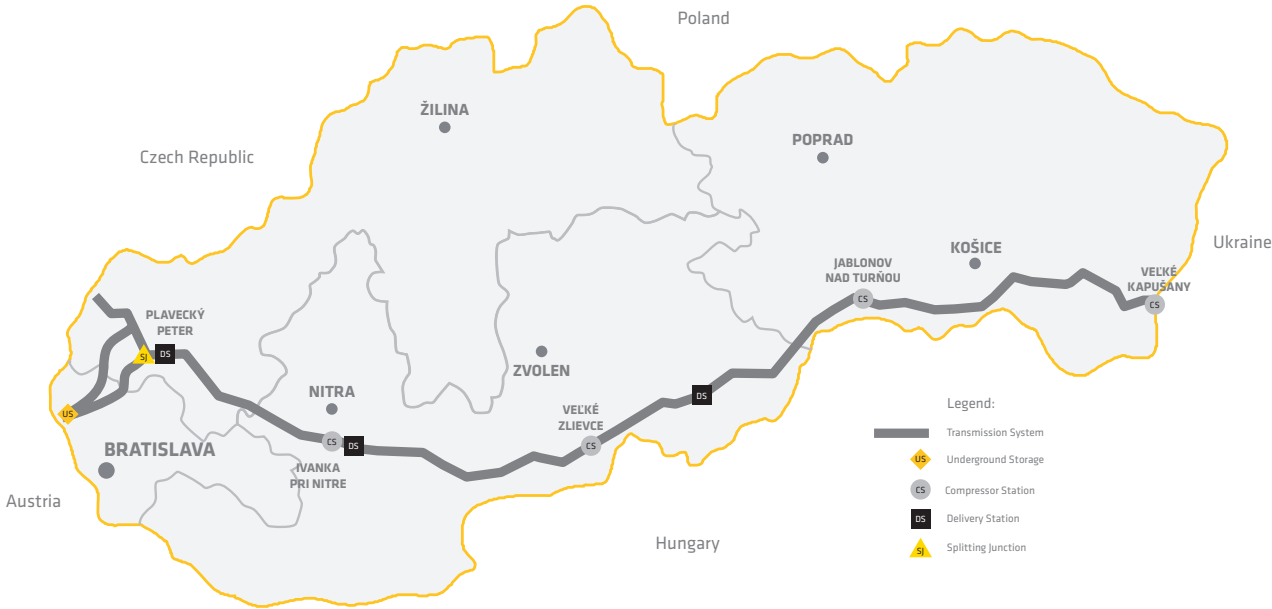 Poland
ŽILINA
Czech Republic
POPRAD
Ukraine
KOŠICE
JABLONOV
NAD TURŇOU
CS
VEĽKÉ
KAPUŠANY
CS
PLAVECKÝ
PETER
SJ
DS
ZVOLEN
NITRA
DS
US
VEĽKÉ
ZLIEVCE
CS
BRATISLAVA
CS
DS
IVANKA
PRI NITRE
Austria
Hungary
Legend:
Transmission System
US
Underground Storage
CS
Compressor Station
DS
Delivery Station
SJ
Splitting Junction